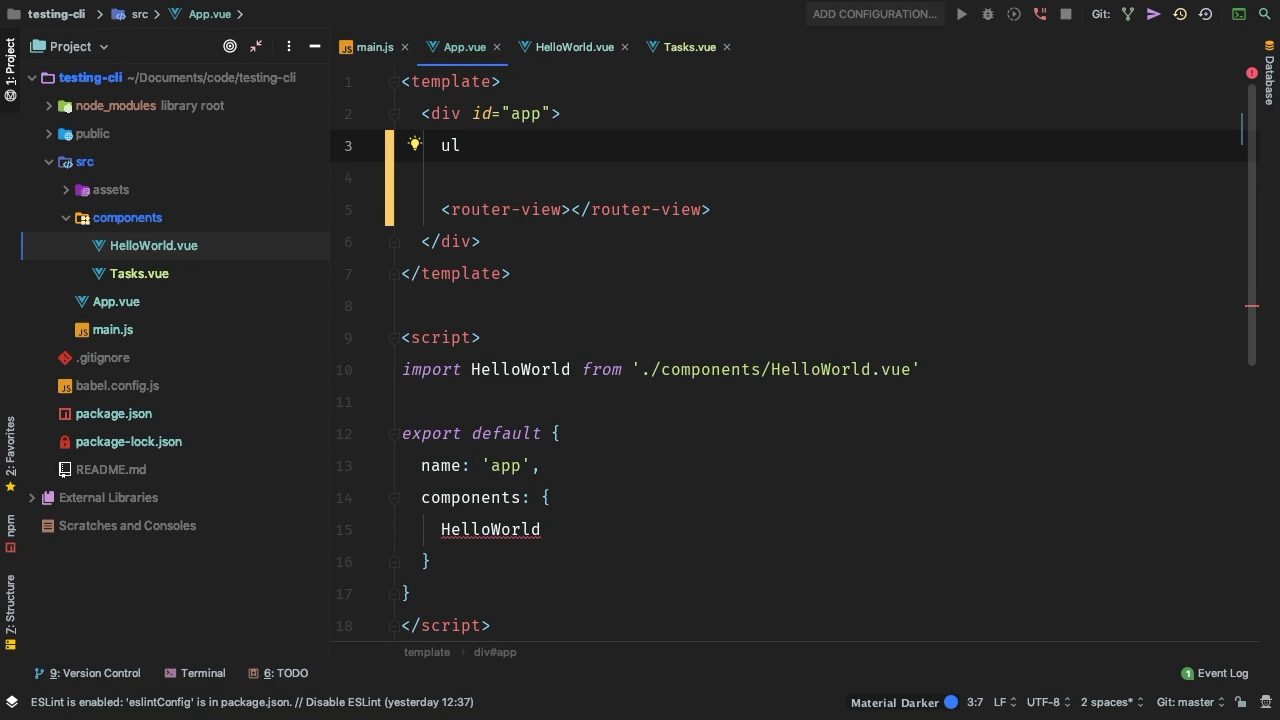 testing-cli > src > App.vue >
ADD CONFIGURATION...
Git:
Project
main.js
App.vue
HelloWorld.vue
Tasks.vue
1: Project
testing-cli ~/Documents/code/testing-cli
node_modules library root
public
src
assets
components
HelloWorld.vue
Tasks.vue
App.vue
main.js
.gitignore
babel.config.js
package.json
package-lock.json
README.md
External Libraries
Scratches and Consoles
2: Favorites
npm
7: Structure
Database
1 <template>
2 <div id="app">
3 ul
4
5 <router-view></router-view>
6 </div>
7 </template>
8
9 <script>
10 import HelloWorld from './components/HelloWorld.vue'
11
12 export default {
13 name: 'app',
14 components: {
15 HelloWorld
16 }
17 }
18 </script>
template > div#app
9: Version Control
Terminal
6: TODO
1 Event Log
ESLint is enabled: 'eslintConfig' is in package.json. // Disable ESLint (yesterday 12:37)
Material Darker
3:7
LF
UTF-8
2 spaces*
Git: master